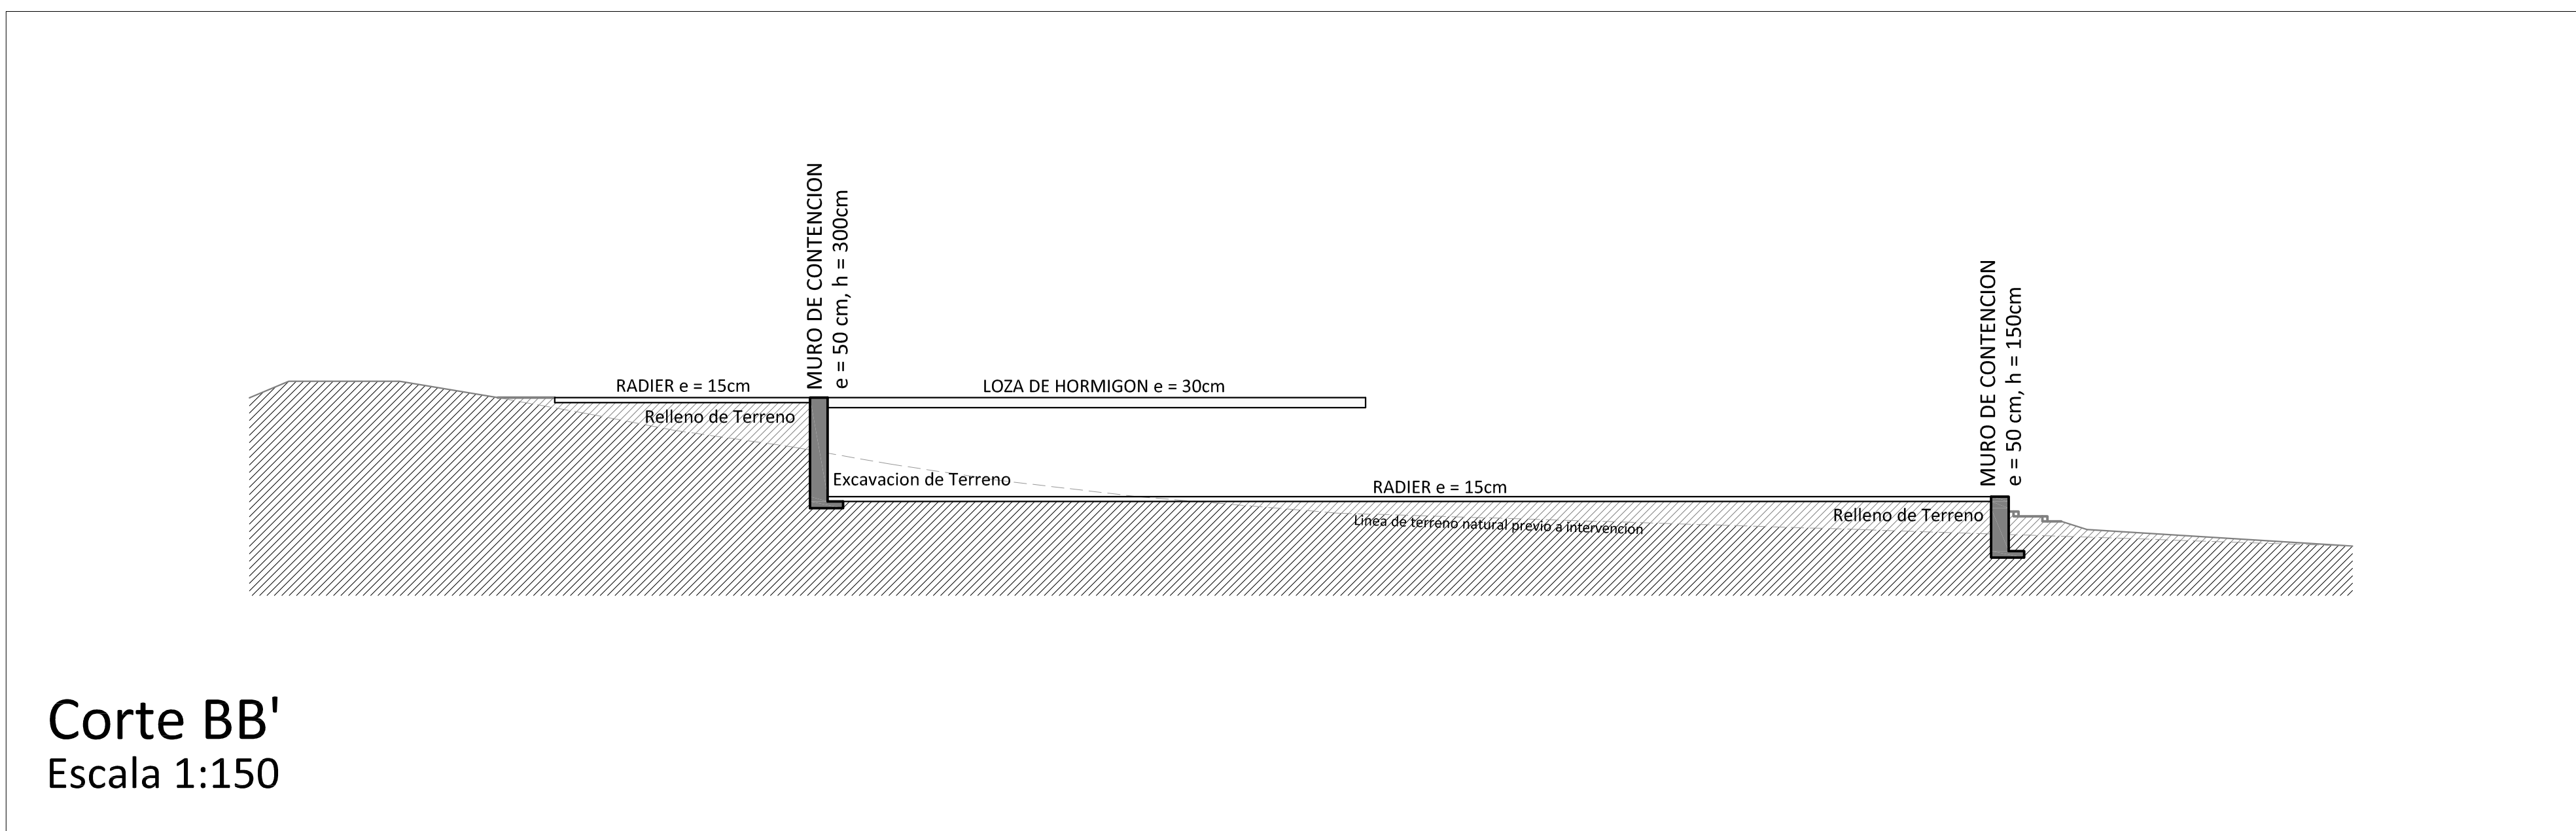 MURO DE CONTENCION
e = 50 cm, h = 300cm
MURO DE CONTENCION
e = 50 cm, h = 150cm
RADIER e = 15cm
LOZA DE HORMIGON e = 30cm
Relleno de Terreno
Excavacion de Terreno
RADIER e = 15cm
Linea de terreno natural previo a intervencion
Relleno de Terreno
Corte BB'
Escala 1:150